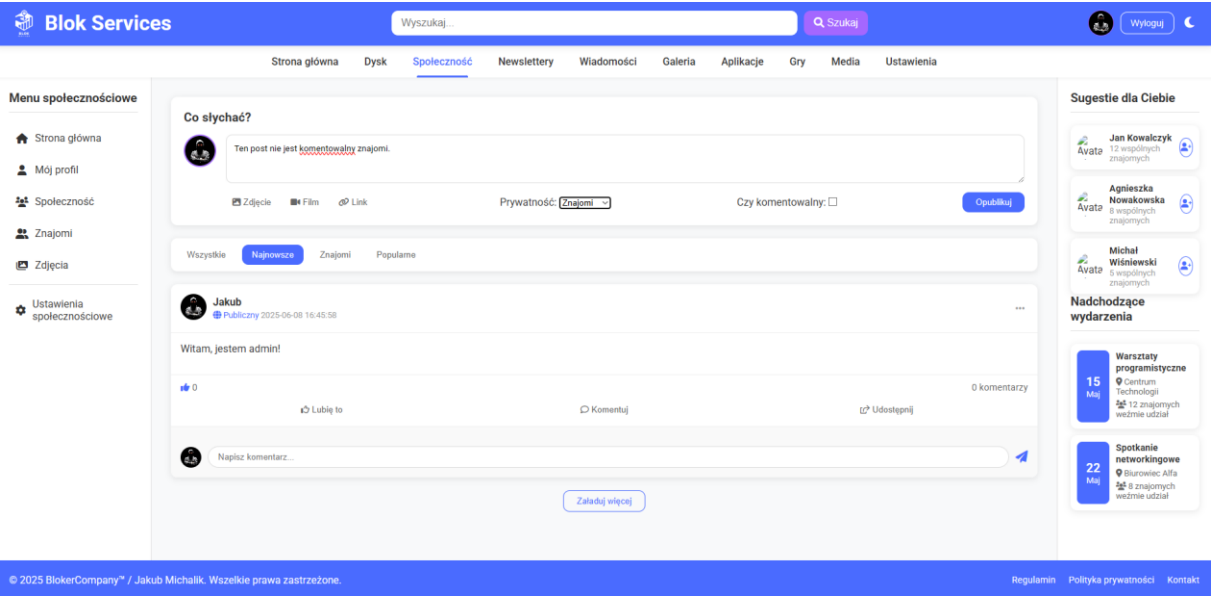 Blok Services
Wyszukaj...
Szukaj
Wyloguj
Strona główna Dysk Społeczność Newslettery Wiadomości Galeria Aplikacje Gry Media Ustawienia
Menu społecznościowe
Strona główna
Mój profil
Społeczność
Znajomi
Zdjęcia
Ustawienia
społecznościowe
Co słychać?
Ten post nie jest komentowalny znajomi.
Zdjęcie Film Link Prywatność: Znajomi Czy komentowalny: Opublikuj
Wszystkie Najnowsze Znajomi Popularne
Jakub
Publiczny 2025-06-08 16:45:58
Witam, jestem admin!
0 0 komentarzy
Lubię to Komentuj Udostępnij
Napisz komentarz...
Załaduj więcej
Sugestie dla Ciebie
Avata
Jan Kowalczyk
12 wspólnych
znajomych
Avata
Agnieszka
Nowakowska
8 wspólnych
znajomych
Avata
Michał
Wiśniewski
5 wspólnych
znajomych
Nadchodzące
wydarzenia
15
Maj
Warsztaty
programistyczne
Centrum
Technologii
12 znajomych
weźmie udział
22
Maj
Spotkanie
networkingowe
Biurowiec Alfa
8 znajomych
weźmie udział
© 2025 BlokerCompany™ / Jakub Michalik. Wszelkie prawa zastrzeżone.
Regulamin Polityka prywatności Kontakt